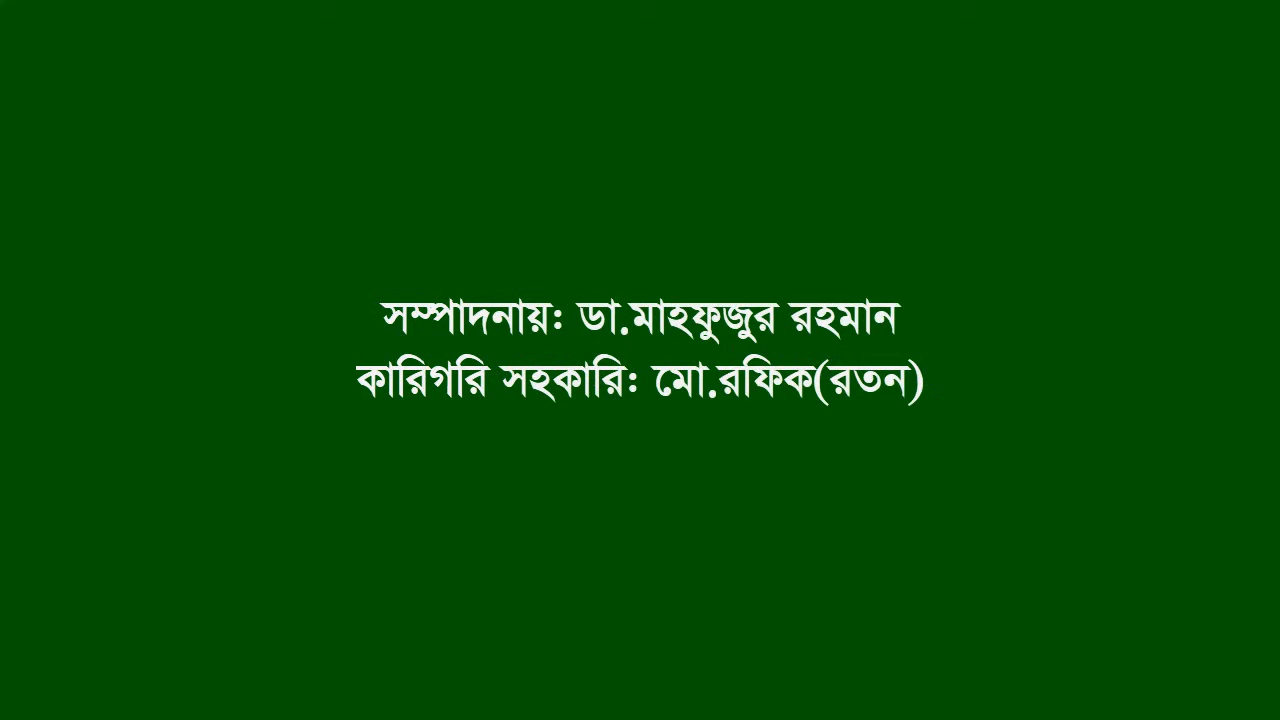 সম্পাদনায়: ডা.মাহফুজুর রহমান
কারিগরি সহকারি: মো.রফিক(রতন)